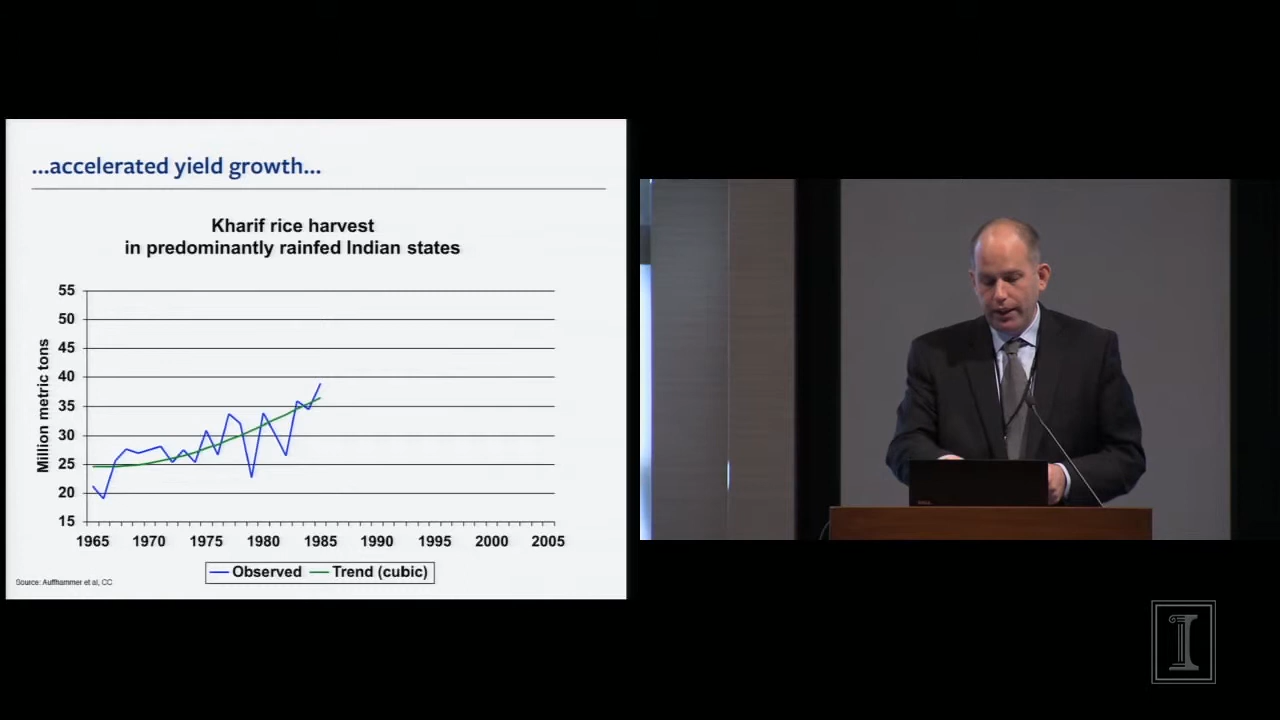 ...accelerated yield growth...
Kharif rice harvest
in predominantly rainfed Indian states
Million metric tons
55
50
45
40
35
30
25
20
15
1965 1970 1975 1980 1985 1990 1995 2000 2005
Observed Trend (cubic)
Source: Auffhammer et al, CC
DELL
I